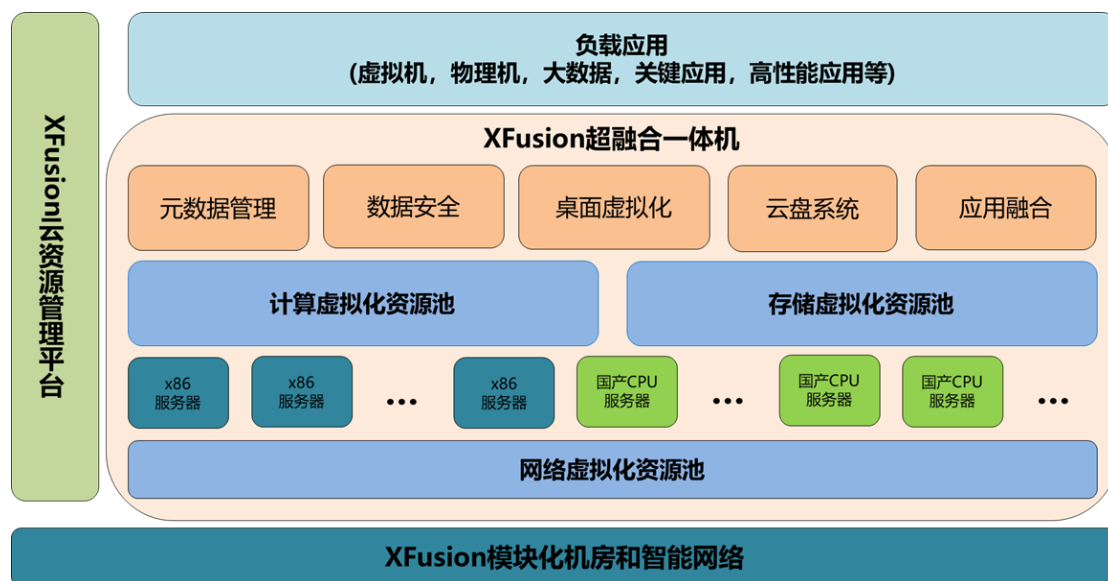 XFusion云资源管理平台
负载应用
(虚拟机，物理机，大数据，关键应用，高性能应用等)
XFusion超融合一体机
元数据管理
数据安全
桌面虚拟化
云盘系统
应用融合
计算虚拟化资源池
存储虚拟化资源池
x86
服务器
x86
服务器
...
x86
服务器
国产CPU
服务器
...
国产CPU
服务器
国产CPU
服务器
...
网络虚拟化资源池
XFusion模块化机房和智能网络